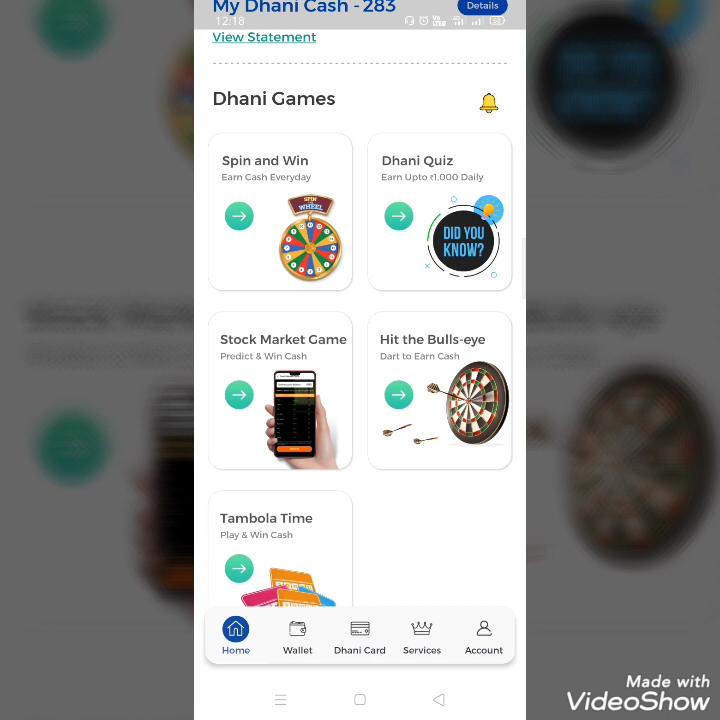 My Dhani Cash - 283
Details
12:18
View Statement
Dhani Games
Spin and Win
Earn Cash Everyday
SPIN
WHEEL
Dhani Quiz
Earn Upto ₹1,000 Daily
DID YOU
KNOW?
Stock Market Game
Predict & Win Cash
Hit the Bulls-eye
Dart to Earn Cash
Tambola Time
Play & Win Cash
Home
Wallet
Dhani Card
Services
Account
Made with
VideoShow